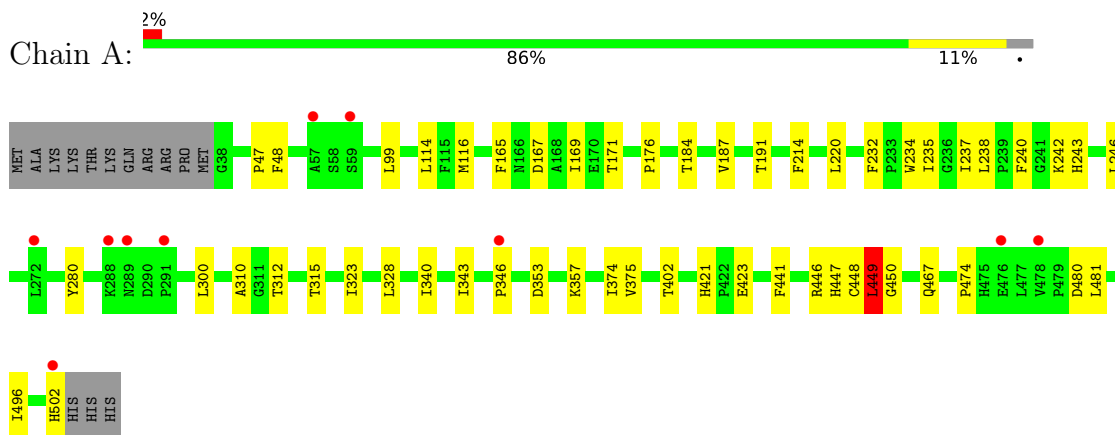 2%
Chain A:
86% 11% •
MET ALA LYS LYS THR LYS GLN ARG ARG PRO MET G38 P47 F48 A57 S58 S59 L99 L114 F115 M116 F165 N166 D167 A168 I169 E170 T171 P176 T184 V187 T191 F214 L220 F232 P233 W234 I235 G236 I237 L238 P239 F240 G241 K242 H243 L246
L272 Y280 K288 N289 D290 P291 L300 A310 G311 T312 T315 I323 L328 I340 I343 P346 D353 K357 I374 V375 T402 H421 P422 E423 F441 R446 H447 C448 L449 G450 Q467 P474 H475 E476 L477 V478 P479 D480 L481
I496 H502 HIS HIS HIS